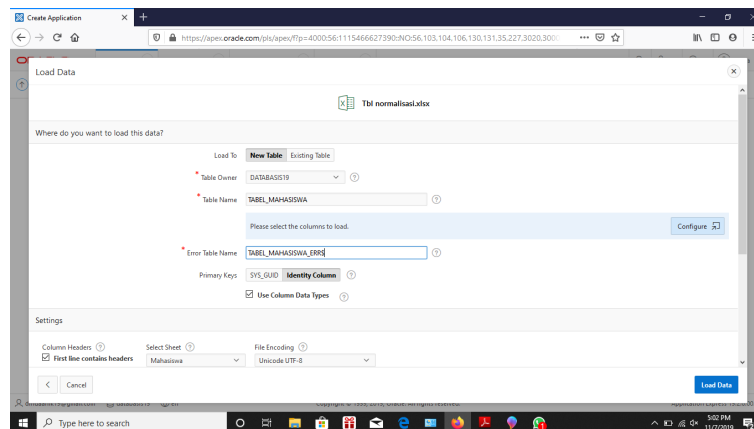 Create Application
https://apex.oracle.com/pls/apex/f?p=4000:56:1115466627390::NO:56,103,104,106,130,131,35,227,3020,300
Load Data
Tbl normalisasi.xlsx
Where do you want to load this data?
Load To New Table Existing Table
* Table Owner DATABASIS19
* Table Name TABEL_MAHASISWA
Please select the columns to load. Configure
* Error Table Name TABEL_MAHASISWA_ERR$
Primary Keys SYS_GUID Identity Column
Use Column Data Types
Settings
Column Headers Select Sheet File Encoding
First line contains headers Mahasiswa Unicode UTF-8
Cancel Load Data
Type here to search
5:02 PM
11/7/2019